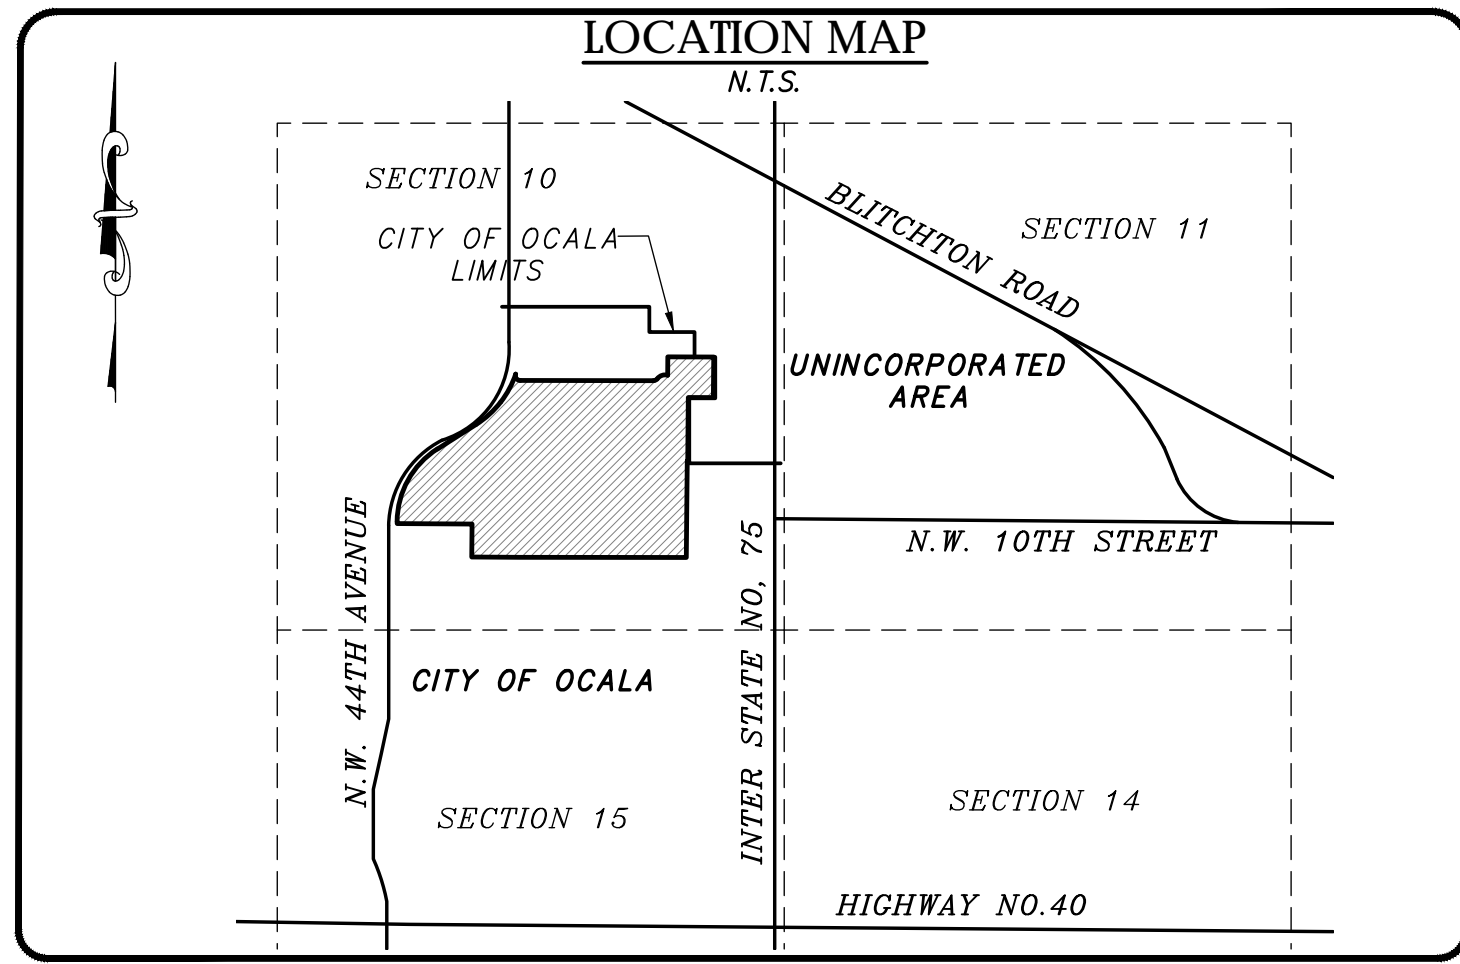 LOCATION MAP
N.T.S.
SECTION 10
CITY OF OCALA
LIMITS
BLITCHTON ROAD
SECTION 11
UNINCORPORATED
AREA
N.W. 10TH STREET
N.W. 44TH AVENUE
INTER STATE NO, 75
CITY OF OCALA
SECTION 15
SECTION 14
HIGHWAY NO.40